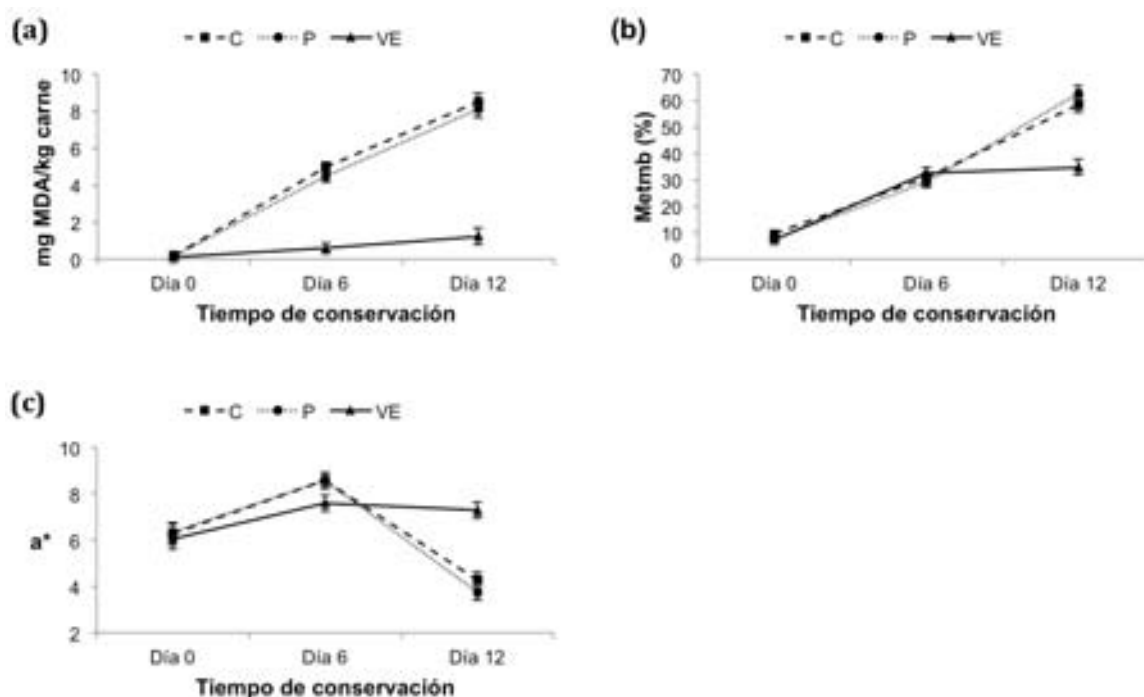 (a)
C P VE
mg MDA/kg carne
10
8
6
4
2
0
Día 0 Día 6 Día 12
Tiempo de conservación
(b)
C P VE
Metmb (%)
70
60
50
40
30
20
10
0
Día 0 Día 6 Día 12
Tiempo de conservación
(c)
C P VE
a*
10
8
6
4
2
Día 0 Día 6 Día 12
Tiempo de conservación